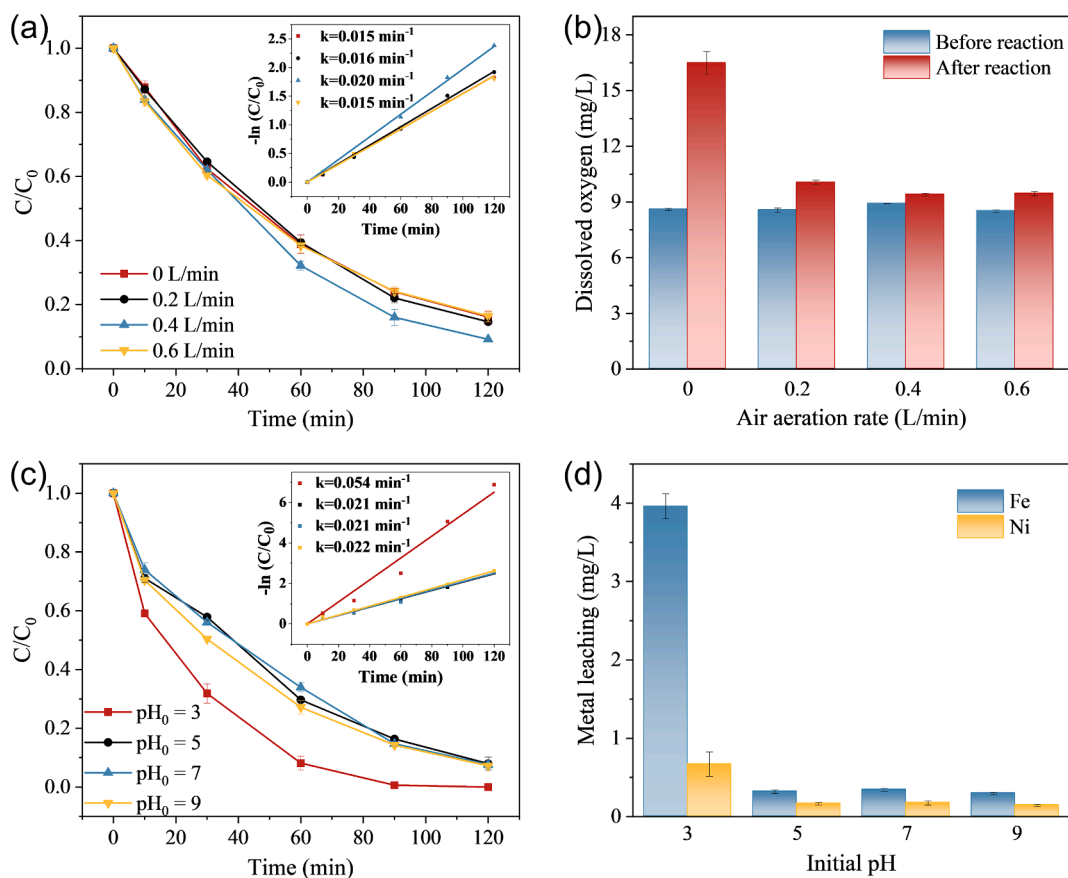 (a)
1.0
0.8
0.6
0.4
0.2
0.0
C/C₀
0 20 40 60 80 100 120
Time (min)
0 L/min
0.2 L/min
0.4 L/min
0.6 L/min
k=0.015 min⁻¹
k=0.016 min⁻¹
k=0.020 min⁻¹
k=0.015 min⁻¹
2.5
2.0
1.5
1.0
0.5
0.0
-ln (C/C₀)
0 20 40 60 80 100 120
Time (min)
(b)
18
15
12
9
6
3
0
Dissolved oxygen (mg/L)
Before reaction
After reaction
0 0.2 0.4 0.6
Air aeration rate (L/min)
(c)
1.0
0.8
0.6
0.4
0.2
0.0
C/C₀
0 20 40 60 80 100 120
Time (min)
pH₀ = 3
pH₀ = 5
pH₀ = 7
pH₀ = 9
k=0.054 min⁻¹
k=0.021 min⁻¹
k=0.021 min⁻¹
k=0.022 min⁻¹
6
4
2
0
-ln (C/C₀)
0 20 40 60 80 100 120
Time (min)
(d)
4
3
2
1
0
Metal leaching (mg/L)
Fe
Ni
3 5 7 9
Initial pH